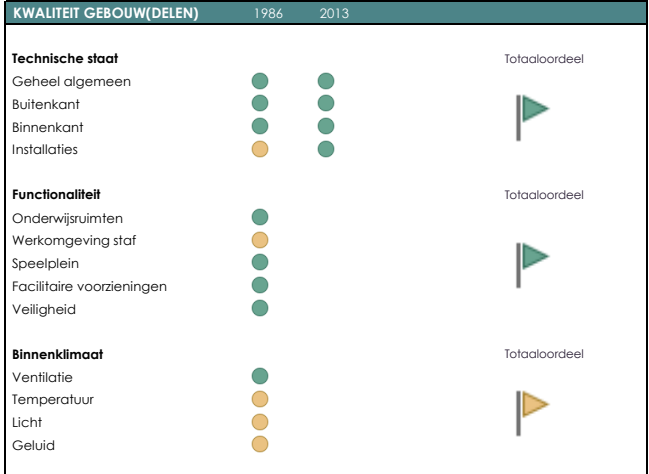 KWALITEIT GEBOUW(DELEN) 1986 2013
Technische staat Totaaloordeel
Geheel algemeen
Buitenkant
Binnenkant
Installaties
Functionaliteit Totaaloordeel
Onderwijsruimten
Werkomgeving staf
Speelplein
Facilitaire voorzieningen
Veiligheid
Binnenklimaat Totaaloordeel
Ventilatie
Temperatuur
Licht
Geluid